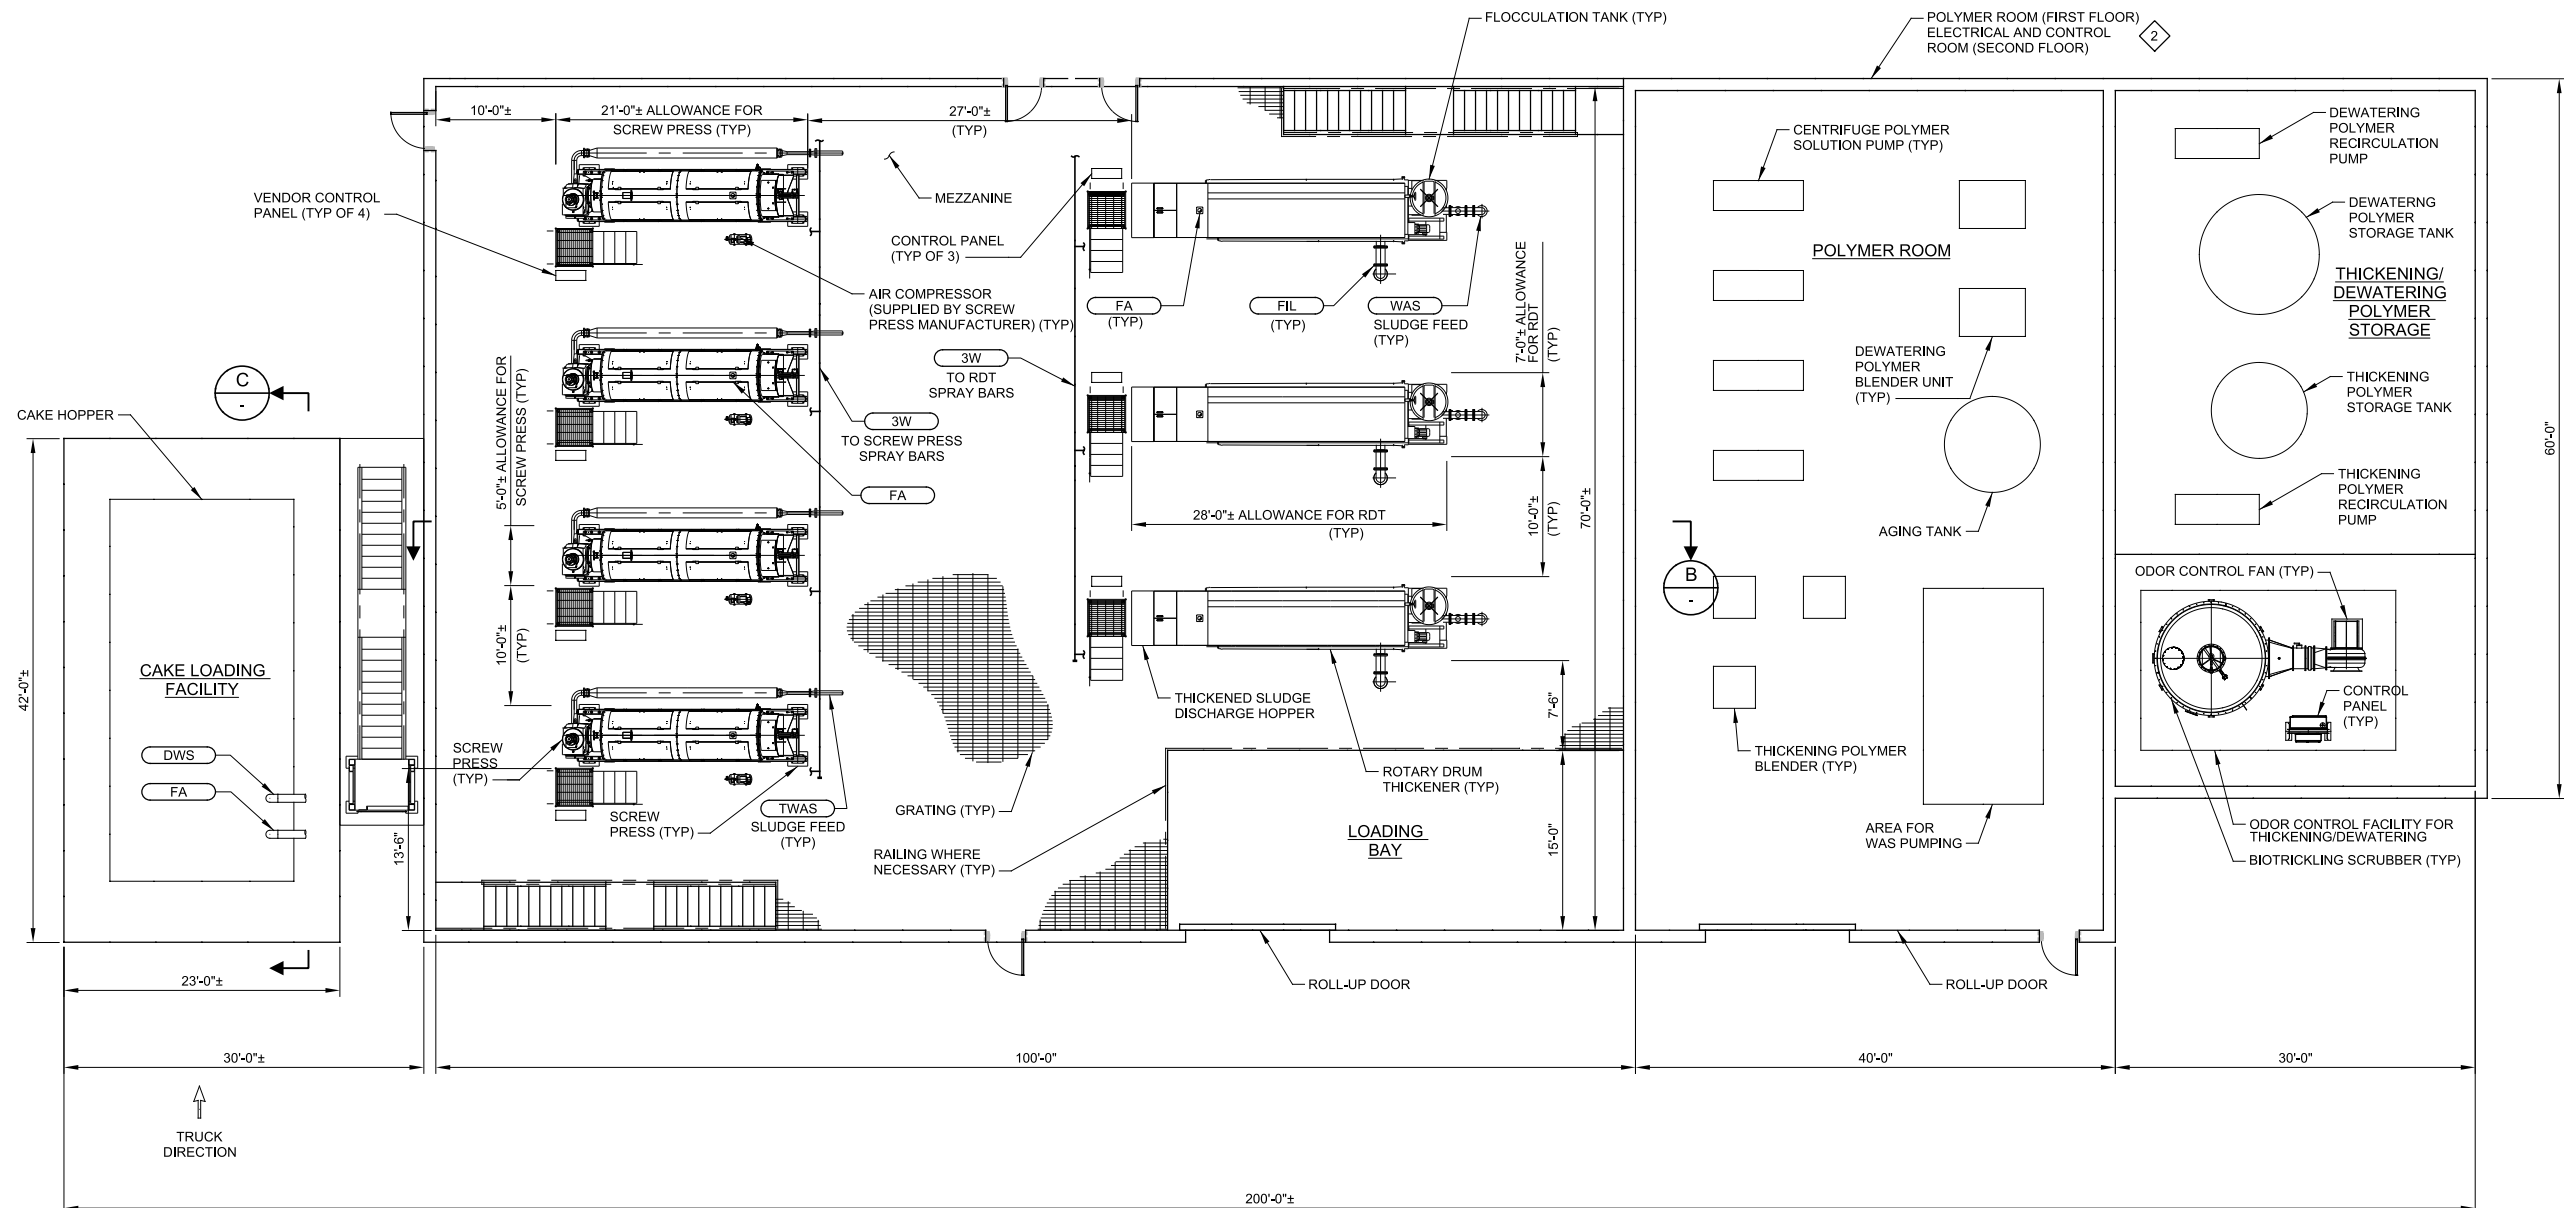 FLOCCULATION TANK (TYP)
POLYMER ROOM (FIRST FLOOR)
ELECTRICAL AND CONTROL
ROOM (SECOND FLOOR)
2
10'-0"±
21'-0"± ALLOWANCE FOR
SCREW PRESS (TYP)
27'-0"±
(TYP)
VENDOR CONTROL
PANEL (TYP OF 4)
MEZZANINE
CONTROL PANEL
(TYP OF 3)
AIR COMPRESSOR
(SUPPLIED BY SCREW
PRESS MANUFACTURER) (TYP)
FA
(TYP)
FIL
(TYP)
WAS
SLUDGE FEED
(TYP)
7'-0"± ALLOWANCE
FOR RDT
(TYP)
CENTRIFUGE POLYMER
SOLUTION PUMP (TYP)
POLYMER ROOM
DEWATERING
POLYMER
RECIRCULATION
PUMP
DEWATERNG
POLYMER
STORAGE TANK
THICKENING/
DEWATERING
POLYMER
STORAGE
DEWATERING
POLYMER
BLENDER UNIT
(TYP)
THICKENING
POLYMER
STORAGE TANK
C
-
CAKE HOPPER
5'-0"± ALLOWANCE FOR
SCREW PRESS (TYP)
3W
TO RDT
SPRAY BARS
3W
TO SCREW PRESS
SPRAY BARS
FA
28'-0"± ALLOWANCE FOR RDT
(TYP)
10'-0"±
(TYP)
70'-0"±
60'-0"
THICKENING
POLYMER
RECIRCULATION
PUMP
AGING TANK
B
-
ODOR CONTROL FAN (TYP)
CONTROL
PANEL
(TYP)
10'-0"±
(TYP)
42'-0"±
CAKE LOADING
FACILITY
DWS
FA
13'-6"
SCREW
PRESS
(TYP)
SCREW
PRESS (TYP)
TWAS
SLUDGE FEED
(TYP)
GRATING (TYP)
RAILING WHERE
NECESSARY (TYP)
THICKENED SLUDGE
DISCHARGE HOPPER
7'-6"
ROTARY DRUM
THICKENER (TYP)
LOADING
BAY
15'-0"
THICKENING POLYMER
BLENDER (TYP)
AREA FOR
WAS PUMPING
ODOR CONTROL FACILITY FOR
THICKENING/DEWATERING
BIOTRICKLING SCRUBBER (TYP)
23'-0"±
ROLL-UP DOOR
ROLL-UP DOOR
30'-0"±
100'-0"
40'-0"
30'-0"
TRUCK
DIRECTION
200'-0"±